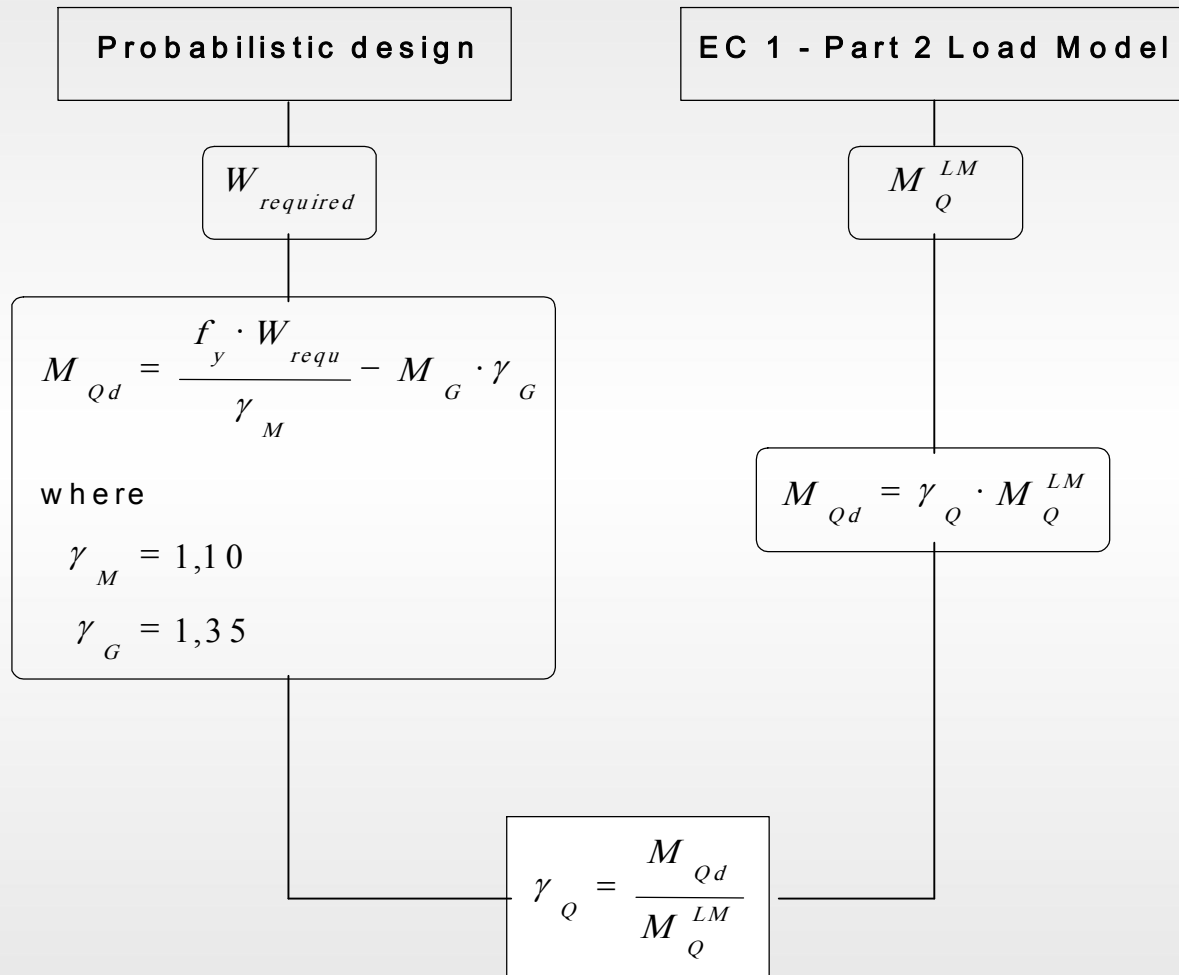 Probabilistic design
EC 1 - Part 2 Load Model
W_required
M_Q^LM
M_Qd = (f_y · W_requ) / γ_M − M_G · γ_G
where
γ_M = 1,10
γ_G = 1,35
M_Qd = γ_Q · M_Q^LM
γ_Q = M_Qd / M_Q^LM